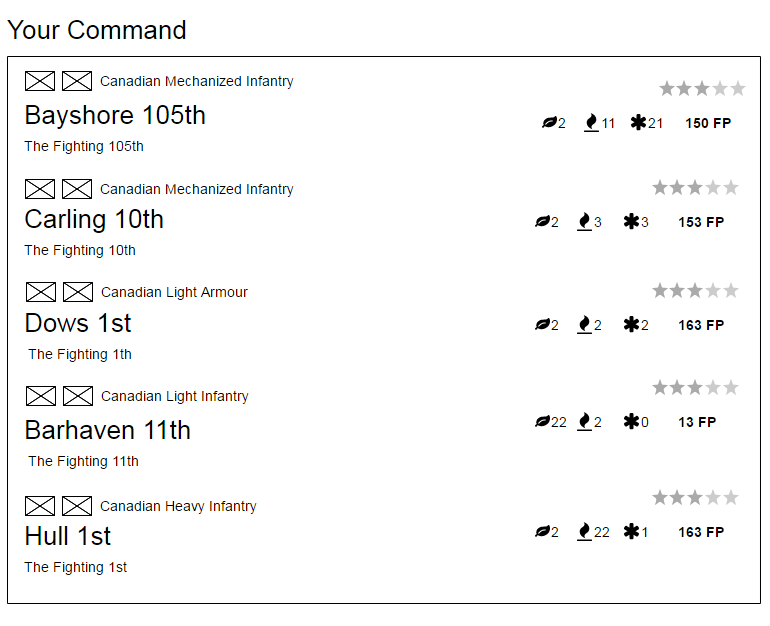 Your Command
Canadian Mechanized Infantry
Bayshore 105th
2 11 21 150 FP
The Fighting 105th
Canadian Mechanized Infantry
Carling 10th
2 3 3 153 FP
The Fighting 10th
Canadian Light Armour
Dows 1st
2 2 2 163 FP
The Fighting 1th
Canadian Light Infantry
Barhaven 11th
22 2 0 13 FP
The Fighting 11th
Canadian Heavy Infantry
Hull 1st
2 22 1 163 FP
The Fighting 1st